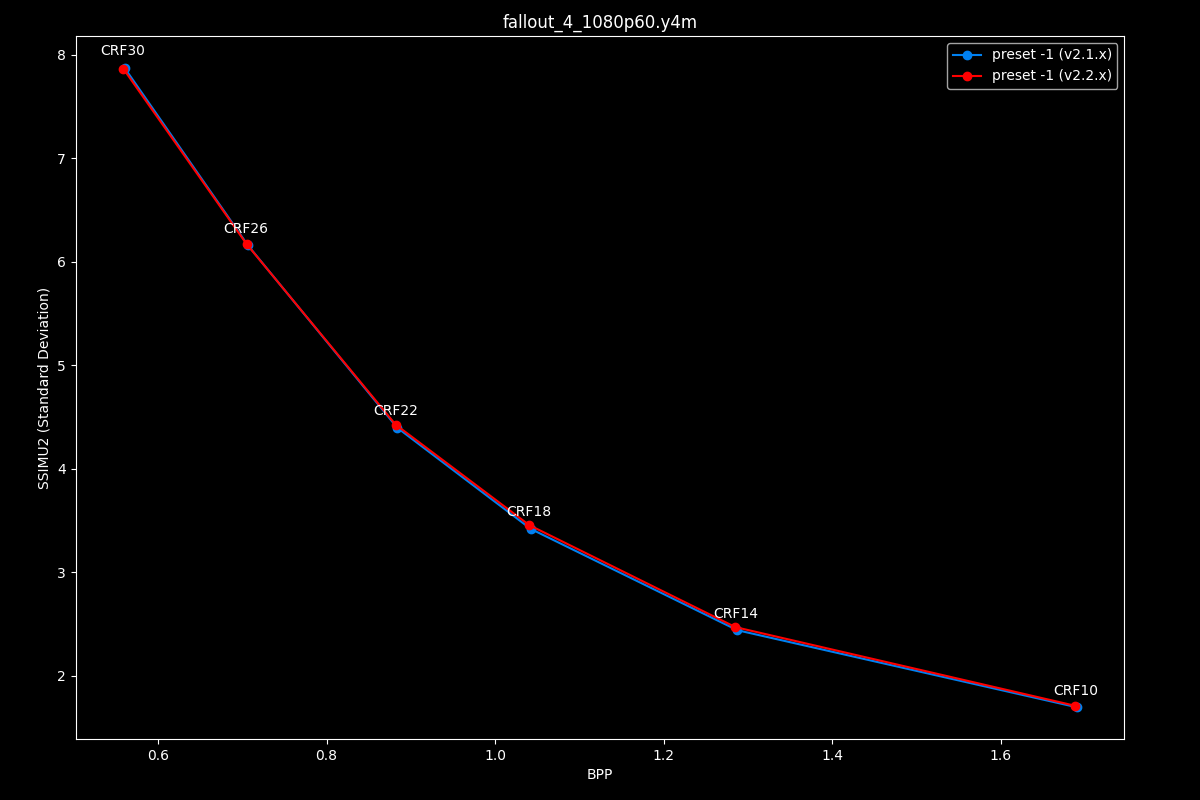 fallout_4_1080p60.y4m
preset -1 (v2.1.x)
preset -1 (v2.2.x)
CRF30
CRF26
CRF22
CRF18
CRF14
CRF10
SSIMU2 (Standard Deviation)
8
7
6
5
4
3
2
0.6 0.8 1.0 1.2 1.4 1.6
BPP